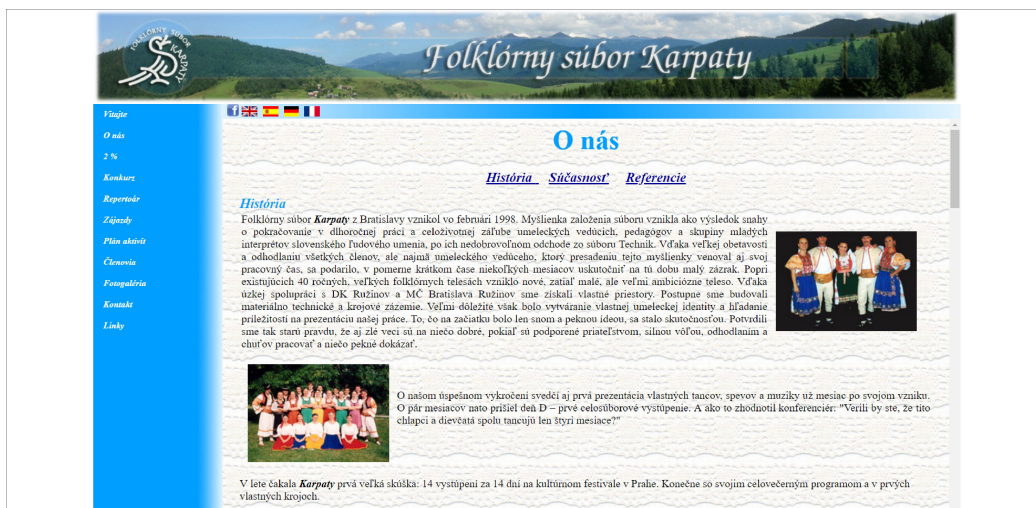 FOLKLÓRNY SÚBOR KARPATY
Folklórny súbor Karpaty
Vitajte
O nás
2 %
Konkurz
Repertoár
Zájazdy
Plán aktivít
Členovia
Fotogaléria
Kontakt
Linky
O nás
História Súčasnosť Referencie
História
Folklórny súbor Karpaty z Bratislavy vznikol vo februári 1998. Myšlienka založenia súboru vznikla ako výsledok snahy
o pokračovanie v dlhoročnej práci a celoživotnej záľube umeleckých vedúcich, pedagógov a skupiny mladých
interprétov slovenského ľudového umenia, po ich nedobrovoľnom odchode zo súboru Technik. Vďaka veľkej obetavosti
a odhodlaniu všetkých členov, ale najmä umeleckého vedúceho, ktorý presadeniu tejto myšlienky venoval aj svoj
pracovný čas, sa podarilo, v pomerne krátkom čase niekoľkých mesiacov uskutočniť na tú dobu malý zázrak. Popri
existujúcich 40 ročných, veľkých folklórnych telesách vzniklo nové, zatiaľ malé, ale veľmi ambiciózne teleso. Vďaka
úzkej spolupráci s DK Ružinov a MČ Bratislava Ružinov sme získali vlastné priestory. Postupne sme budovali
materiálno technické a krojové zázemie. Veľmi dôležité však bolo vytváranie vlastnej umeleckej identity a hľadanie
príležitostí na prezentáciu našej práce. To, čo na začiatku bolo len snom a peknou ideou, sa stalo skutočnosťou. Potvrdili
sme tak starú pravdu, že aj zlé veci sú na niečo dobré, pokiaľ sú podporené priateľstvom, silnou vôľou, odhodlaním a
chuťov pracovať a niečo pekné dokázať.
O našom úspešnom vykročení svedčí aj prvá prezentácia vlastných tancov, spevov a muziky už mesiac po svojom vzniku.
O pár mesiacov nato prišiel deň D – prvé celosúborové vystúpenie. A ako to zhodnotil konferenciér: "Verili by ste, že títo
chlapci a dievčatá spolu tancujú len štyri mesiace?"
V lete čakala Karpaty prvá veľká skúška: 14 vystúpení za 14 dní na kultúrnom festivale v Prahe. Konečne so svojim celovečerným programom a v prvých
vlastných krojoch.